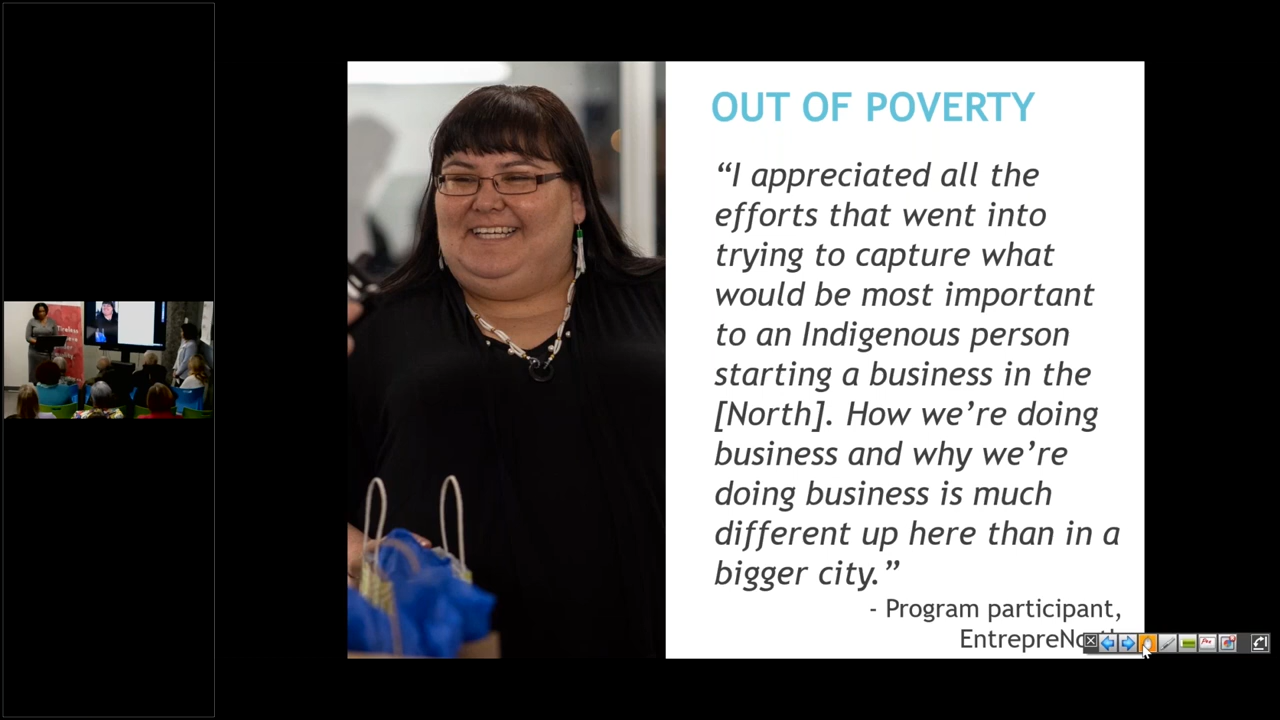 OUT OF POVERTY
“I appreciated all the
efforts that went into
trying to capture what
would be most important
to an Indigenous person
starting a business in the
[North]. How we’re doing
business and why we’re
doing business is much
different up here than in a
bigger city.”
- Program participant,